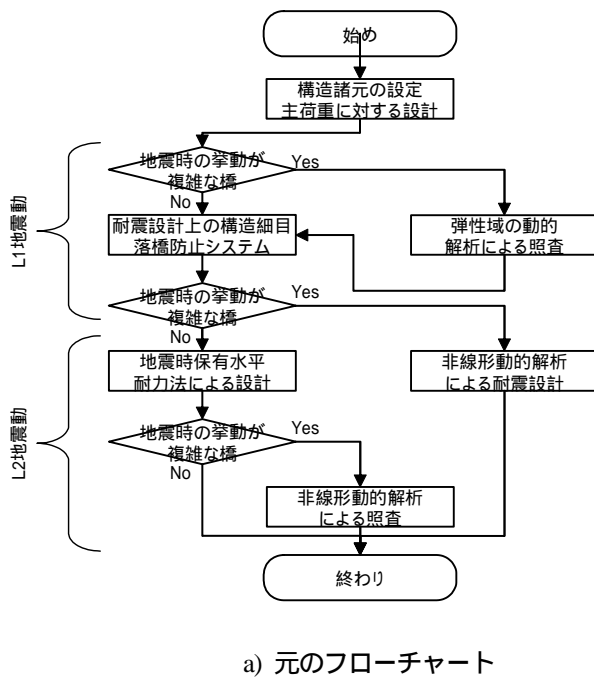 始め
構造諸元の設定
主荷重に対する設計
L1地震動
地震時の挙動が
複雑な橋
Yes
No
耐震設計上の構造細目
落橋防止システム
弾性域の動的
解析による照査
地震時の挙動が
複雑な橋
Yes
No
L2地震動
地震時保有水平
耐力法による設計
非線形動的解析
による耐震設計
地震時の挙動が
複雑な橋
Yes
No
非線形動的解析
による照査
終わり
a) 元のフローチャート